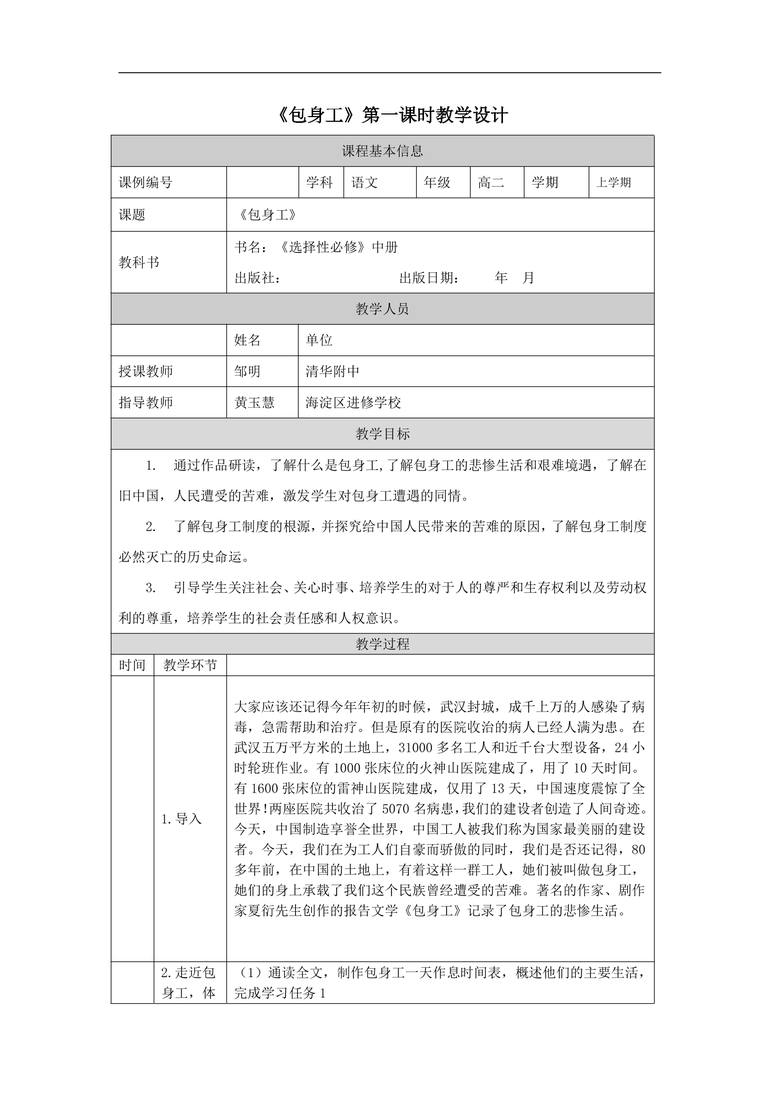 《包身工》第一课时教学设计
课程基本信息
课例编号 学科 语文 年级 高二 学期 上学期
课题 《包身工》
教科书
书名：《选择性必修》中册
出版社： 出版日期： 年 月
教学人员
姓名 单位
授课教师 邹明 清华附中
指导教师 黄玉慧 海淀区进修学校
教学目标
1. 通过作品研读，了解什么是包身工,了解包身工的悲惨生活和艰难境遇，了解在
旧中国，人民遭受的苦难，激发学生对包身工遭遇的同情。
2. 了解包身工制度的根源，并探究给中国人民带来的苦难的原因，了解包身工制度
必然灭亡的历史命运。
3. 引导学生关注社会、关心时事、培养学生的对于人的尊严和生存权利以及劳动权
利的尊重，培养学生的社会责任感和人权意识。
教学过程
时间 教学环节
1.导入
大家应该还记得今年年初的时候，武汉封城，成千上万的人感染了病
毒，急需帮助和治疗。但是原有的医院收治的病人已经人满为患。在
武汉五万平方米的土地上，31000 多名工人和近千台大型设备，24 小
时轮班作业。有 1000 张床位的火神山医院建成了，用了 10 天时间。
有 1600 张床位的雷神山医院建成，仅用了 13 天，中国速度震惊了全
世界！两座医院共收治了 5070 名病患，我们的建设者创造了人间奇迹。
今天，中国制造享誉全世界，中国工人被我们称为国家最美丽的建设
者。今天，我们在为工人们自豪而骄傲的同时，我们是否还记得，80
多年前，在中国的土地上，有着这样一群工人，她们被叫做包身工，
她们的身上承载了我们这个民族曾经遭受的苦难。著名的作家、剧作
家夏衍先生创作的报告文学《包身工》记录了包身工的悲惨生活。
2.走近包
身工，体
（1）通读全文，制作包身工一天作息时间表，概述他们的主要生活，
完成学习任务 1